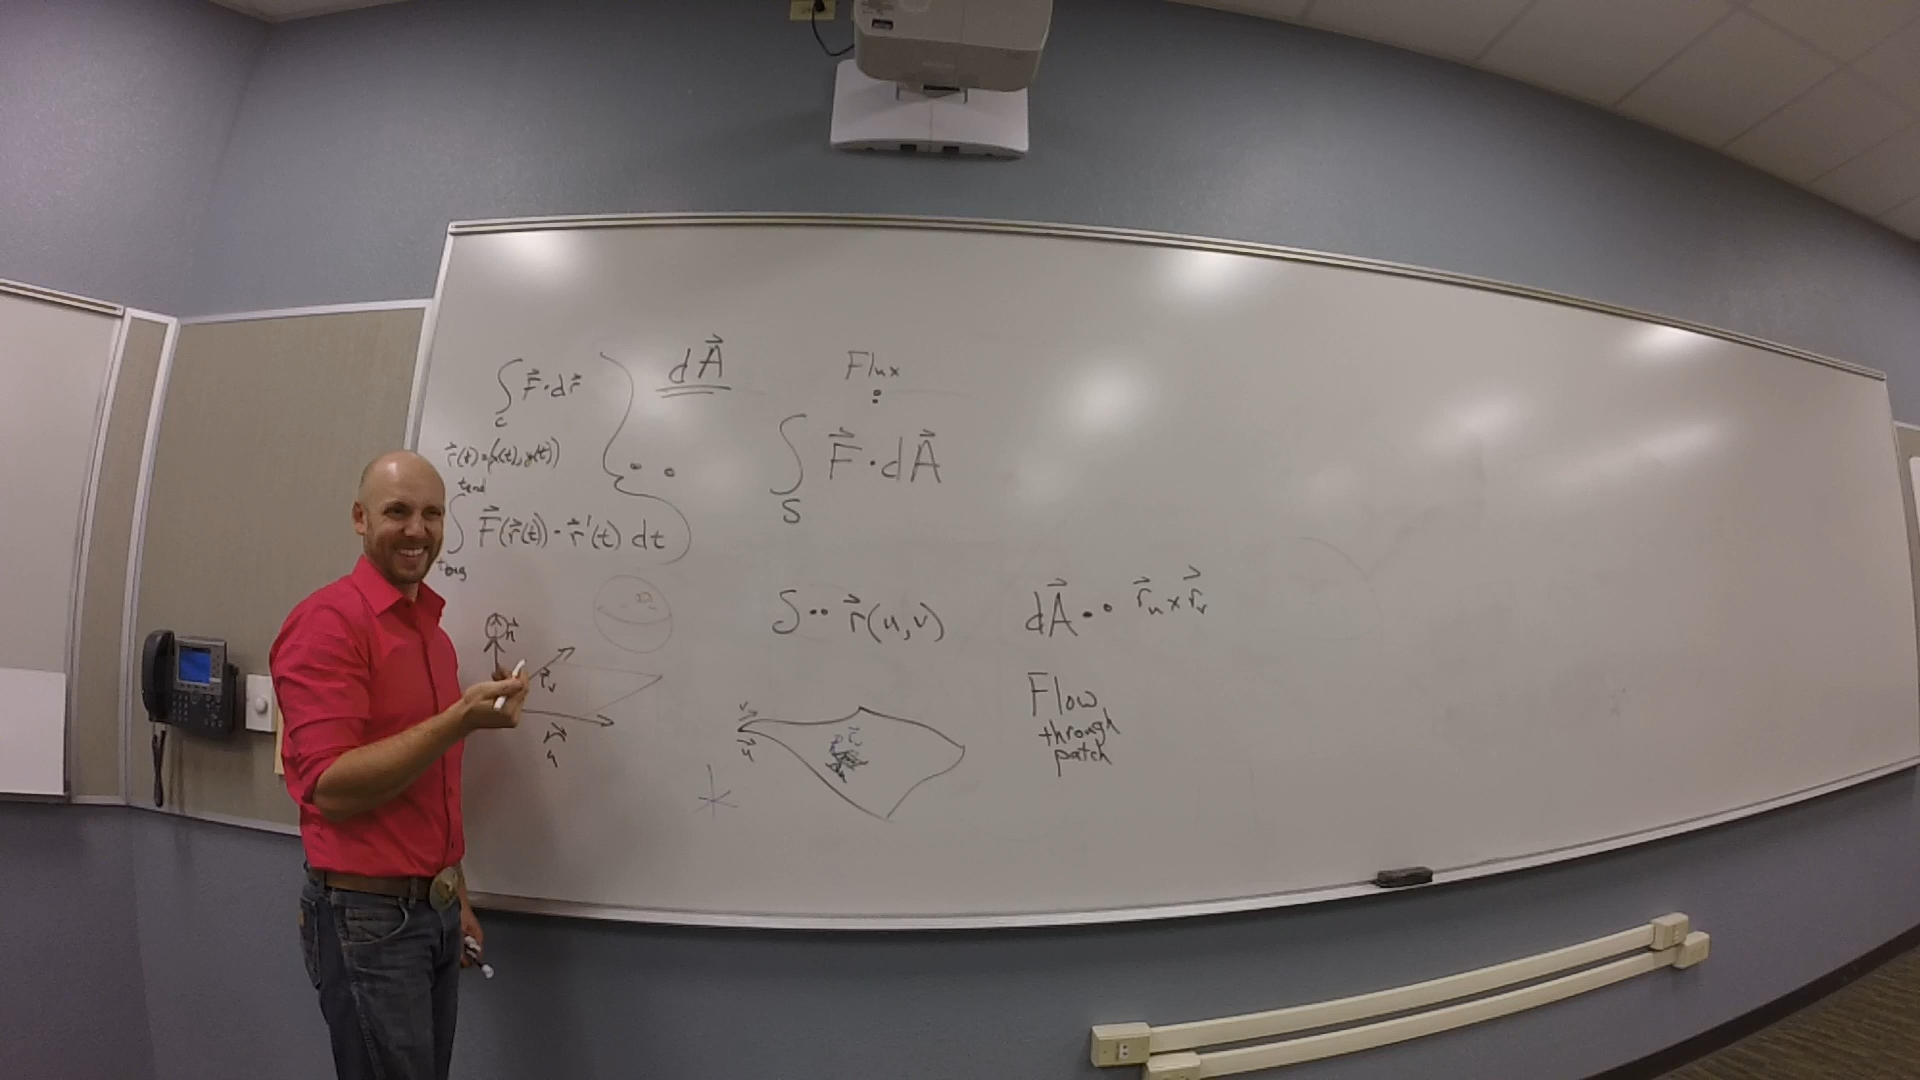 ∫_C F⃗·dr⃗
r⃗(t)=(x(t),y(t))
∫_{t_beg}^{t_end} F⃗(r⃗(t))·r⃗'(t) dt
n⃗
r⃗_v
r⃗_u
dA⃗
Flux
:
∫_S F⃗·dA⃗
S·· r⃗(u,v)
dA⃗·· r⃗_u×r⃗_v
v⃗
u⃗
Flow
through
patch